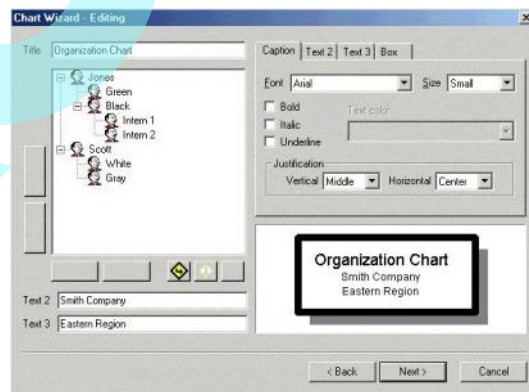 Chart Wizard - Editing
Title Organization Chart
Jones
Green
Black
Intern 1
Intern 2
Scott
White
Gray
Text 2 Smith Company
Text 3 Eastern Region
Caption Text 2 Text 3 Box
Font Arial Size Small
Bold Text color
Italic
Underline
Justification
Vertical Middle Horizontal Center
Organization Chart
Smith Company
Eastern Region
< Back Next > Cancel